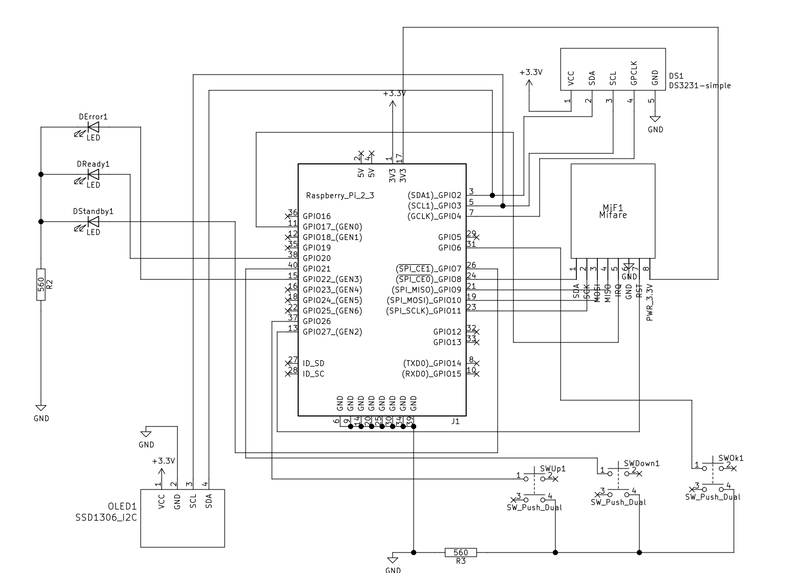 +3.3V
VCC
SDA
SCL
GPCLK
GND
DS1
DS3231-simple
1
2
3
4
5
GND
+3.3V
DError1
LED
DReady1
LED
DStandby1
LED
560
R2
GND
2
4
1
17
5V
5V
3V3
3V3
Raspberry_Pi_2_3
36
GPIO16
11
GPIO17_(GEN0)
12
GPIO18_(GEN1)
35
GPIO19
38
GPIO20
40
GPIO21
15
GPIO22_(GEN3)
16
GPIO23_(GEN4)
18
GPIO24_(GEN5)
22
GPIO25_(GEN6)
37
GPIO26
13
GPIO27_(GEN2)
27
ID_SD
28
ID_SC
(SDA1)_GPIO2
3
(SCL1)_GPIO3
5
(GCLK)_GPIO4
7
GPIO5
29
GPIO6
31
(SPI_CE1)_GPIO7
26
(SPI_CE0)_GPIO8
24
(SPI_MISO)_GPIO9
21
(SPI_MOSI)_GPIO10
19
(SPI_SCLK)_GPIO11
23
GPIO12
32
GPIO13
33
(TXD0)_GPIO14
8
(RXD0)_GPIO15
10
GND
GND
GND
GND
GND
GND
GND
GND
6
9
14
20
25
30
34
39
J1
MiF1
Mifare
1
2
3
4
5
6
7
8
GND
SDA
SCK
MOSI
MISO
IRQ
GND
RST
PWR_3.3V
GND
+3.3V
1
2
3
4
VCC
GND
SCL
SDA
OLED1
SSD1306_I2C
SWUp1
1
2
3
4
SW_Push_Dual
SWDown1
1
2
3
4
SW_Push_Dual
SWOk1
1
2
3
4
SW_Push_Dual
560
R3
GND